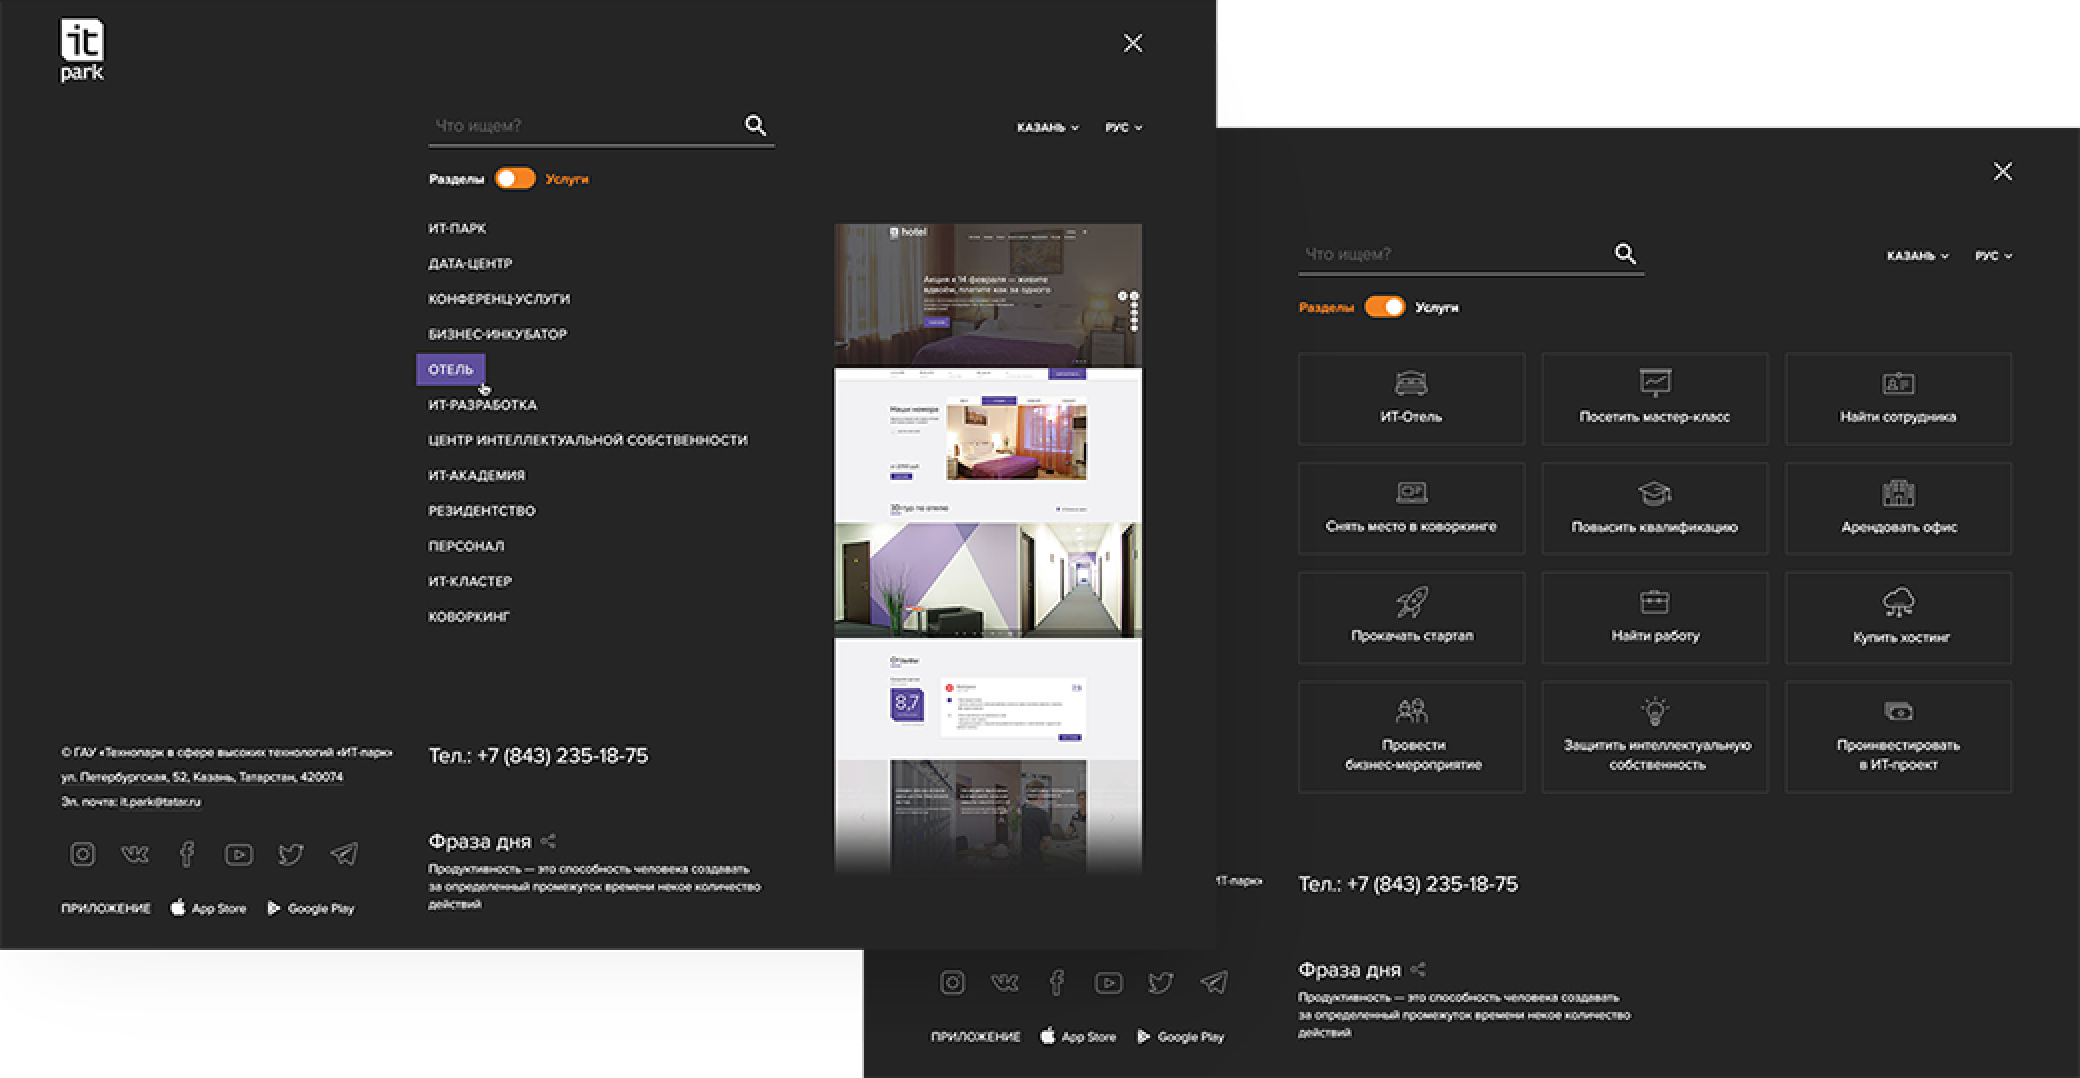 it
park
Что ищем?
КАЗАНЬ
РУС
Разделы
Услуги
ИТ-ПАРК
ДАТА-ЦЕНТР
КОНФЕРЕНЦ-УСЛУГИ
БИЗНЕС-ИНКУБАТОР
ОТЕЛЬ
ИТ-РАЗРАБОТКА
ЦЕНТР ИНТЕЛЛЕКТУАЛЬНОЙ СОБСТВЕННОСТИ
ИТ-АКАДЕМИЯ
РЕЗИДЕНТСТВО
ПЕРСОНАЛ
ИТ-КЛАСТЕР
КОВОРКИНГ
hotel
Акция к 14 февраля — живите
вдвоём, платите как за одного
Наши номера
3D-тур по отелю
Отзывы
8,7
© ГАУ «Технопарк в сфере высоких технологий «ИТ-парк»
ул. Петербургская, 52, Казань, Татарстан, 420074
Эл. почта: it.park@tatar.ru
Тел.: +7 (843) 235-18-75
Фраза дня
Продуктивность — это способность человека создавать
за определенный промежуток времени некое количество
действий
ПРИЛОЖЕНИЕ App Store Google Play
Что ищем?
КАЗАНЬ
РУС
Разделы
Услуги
ИТ-Отель
Посетить мастер-класс
Найти сотрудника
Снять место в коворкинге
Повысить квалификацию
Арендовать офис
Прокачать стартап
Найти работу
Купить хостинг
Провести
бизнес-мероприятие
Защитить интеллектуальную
собственность
Проинвестировать
в ИТ-проект
ИТ-парк»
Тел.: +7 (843) 235-18-75
Фраза дня
Продуктивность — это способность человека создавать
за определенный промежуток времени некое количество
действий
ПРИЛОЖЕНИЕ App Store Google Play